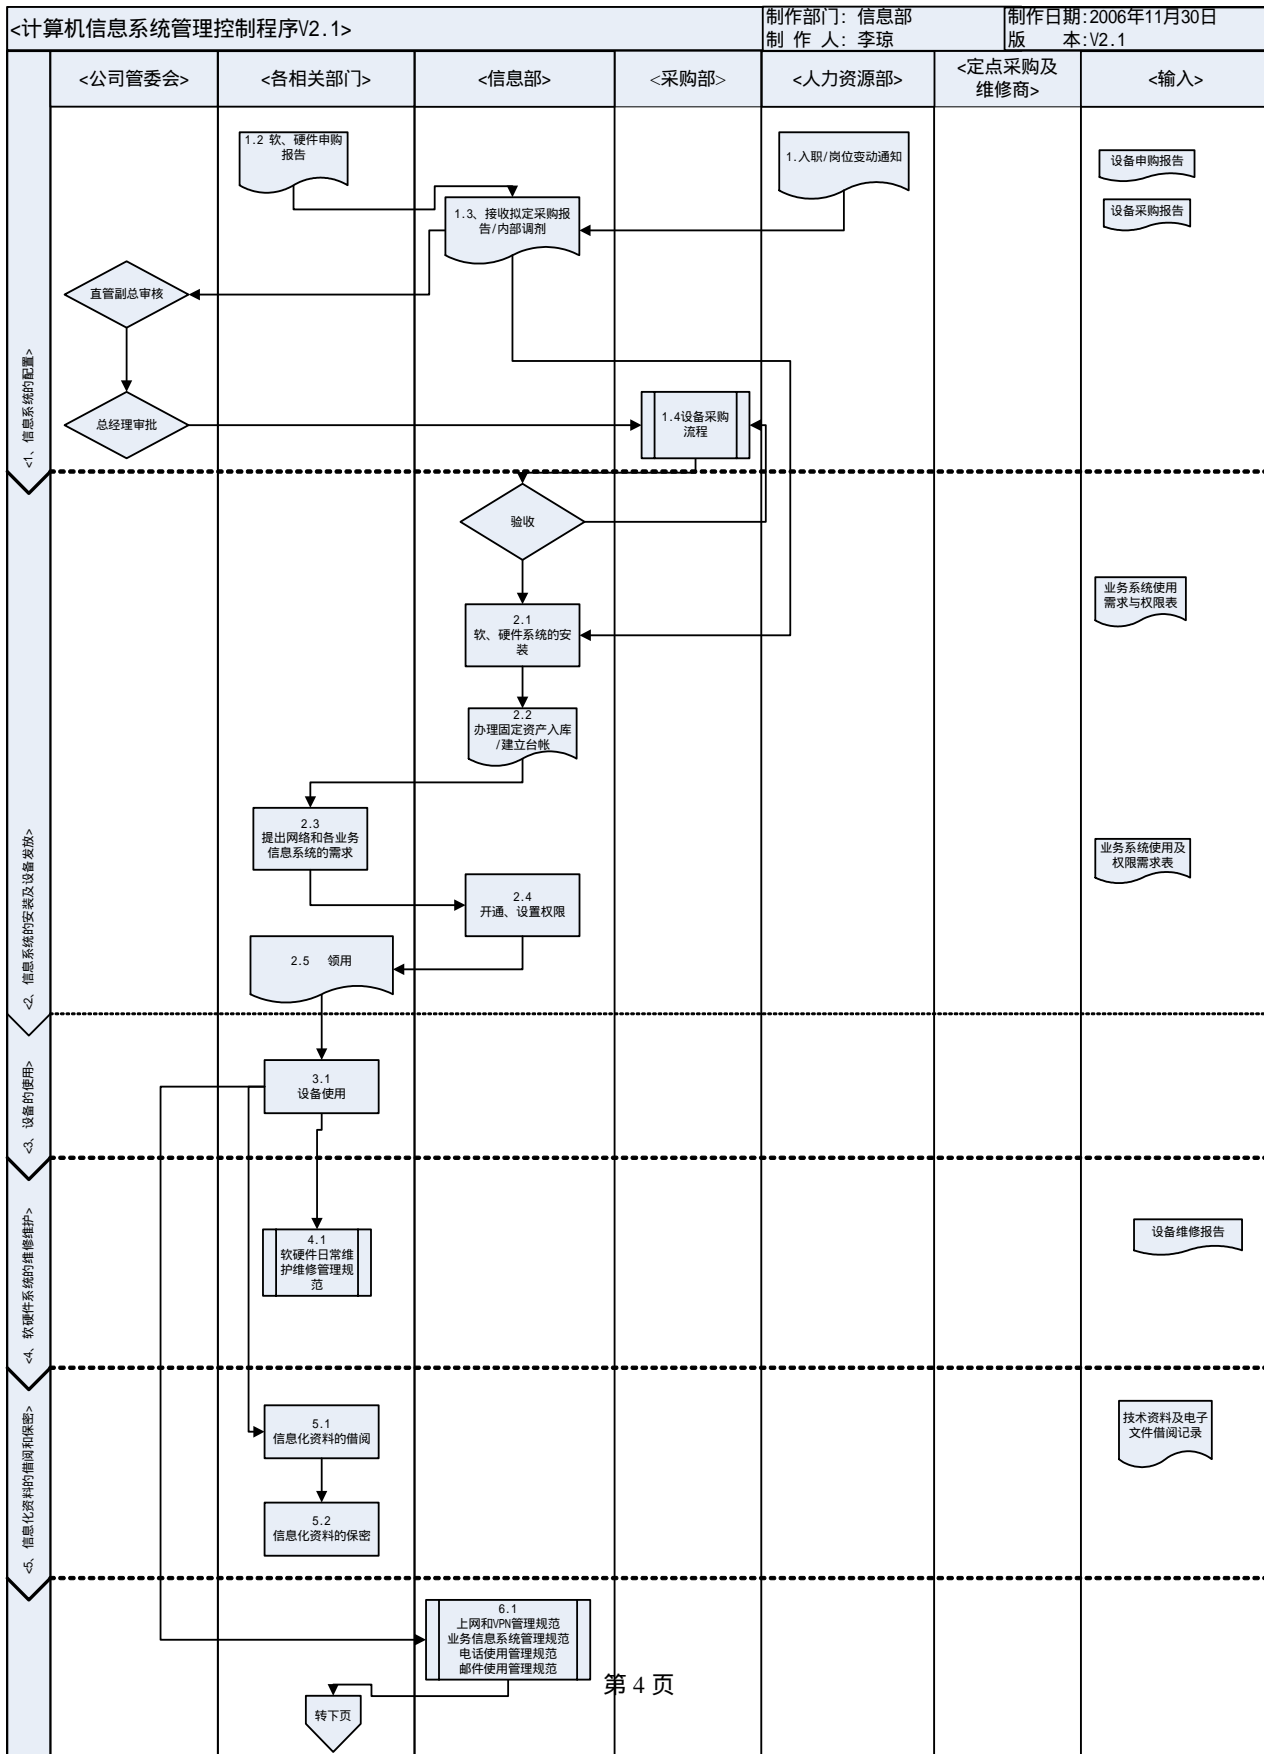 <计算机信息系统管理控制程序V2.1>
制作部门: 信息部
制 作 人: 李琼
制作日期:2006年11月30日
版 本:V2.1
<公司管委会>
<各相关部门>
<信息部>
<采购部>
<人力资源部>
<定点采购及
维修商>
<输入>
<1、信息系统的配置>
1.2 软、硬件申购
报告
1.入职/岗位变动通知
设备申购报告
1.3、接收拟定采购报
告/内部调剂
设备采购报告
直管副总审核
总经理审批
1.4设备采购
流程
<2、信息系统的安装及设备发放>
验收
业务系统使用
需求与权限表
2.1
软、硬件系统的安
装
2.2
办理固定资产入库
/建立台帐
2.3
提出网络和各业务
信息系统的需求
业务系统使用及
权限需求表
2.4
开通、设置权限
2.5 领用
<3、设备的使用>
3.1
设备使用
<4、软硬件系统的维修维护>
4.1
软硬件日常维
护维修管理规
范
设备维修报告
<5、信息化资料的借阅和保密>
5.1
信息化资料的借阅
技术资料及电子
文件借阅记录
5.2
信息化资料的保密
6.1
上网和VPN管理规范
业务信息系统管理规范
电话使用管理规范
邮件使用管理规范
第 4 页
转下页